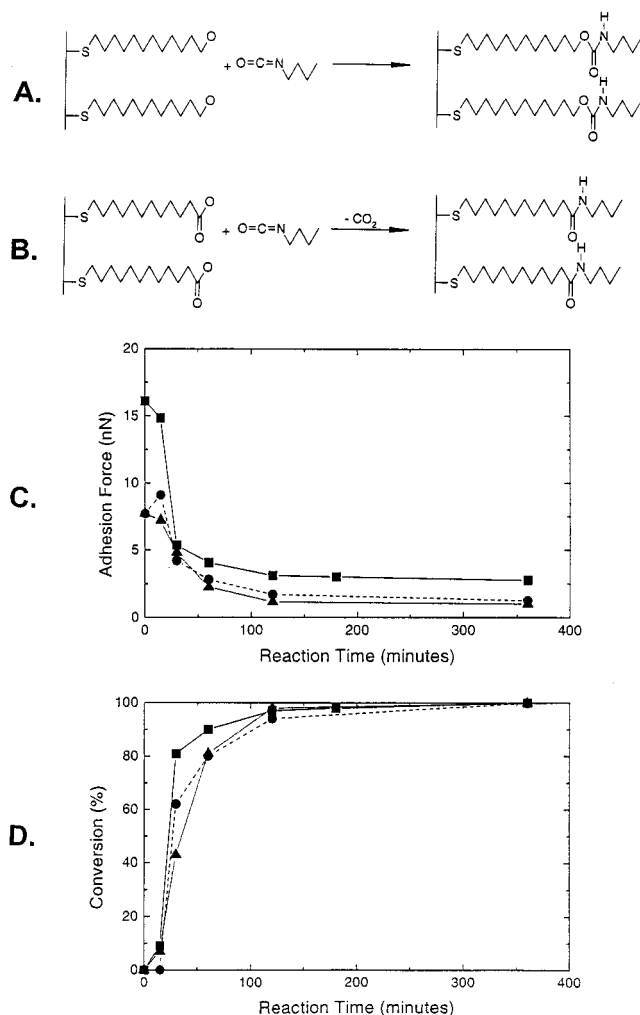 A.
S
O
+ O=C=N
O
H
N
O
S
O
S
O
H
N
O
S
B.
S
O
O
+ O=C=N
- CO2
H
N
O
S
O
O
S
H
N
O
S
C.
Adhesion Force (nN)
20
15
10
5
0
0 100 200 300 400
Reaction Time (minutes)
D.
Conversion (%)
100
80
60
40
20
0
0 100 200 300 400
Reaction Time (minutes)